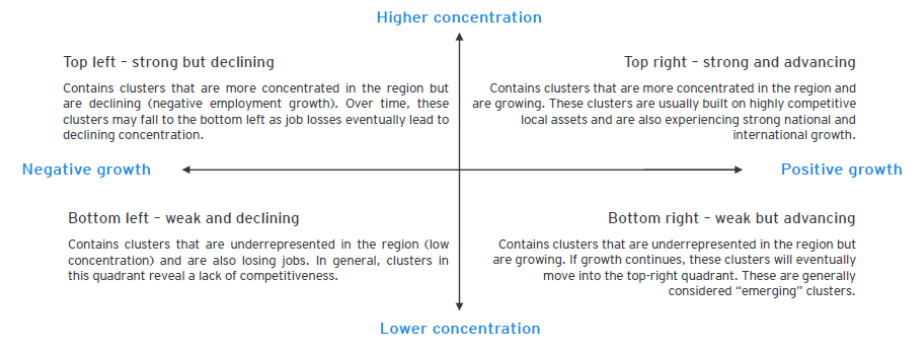 Higher concentration
Top left – strong but declining
Contains clusters that are more concentrated in the region but
are declining (negative employment growth). Over time, these
clusters may fall to the bottom left as job losses eventually lead to
declining concentration.
Top right – strong and advancing
Contains clusters that are more concentrated in the region and
are growing. These clusters are usually built on highly competitive
local assets and are also experiencing strong national and
international growth.
Negative growth
Positive growth
Bottom left – weak and declining
Contains clusters that are underrepresented in the region (low
concentration) and are also losing jobs. In general, clusters in
this quadrant reveal a lack of competitiveness.
Bottom right – weak but advancing
Contains clusters that are underrepresented in the region but
are growing. If growth continues, these clusters will eventually
move into the top-right quadrant. These are generally
considered “emerging” clusters.
Lower concentration